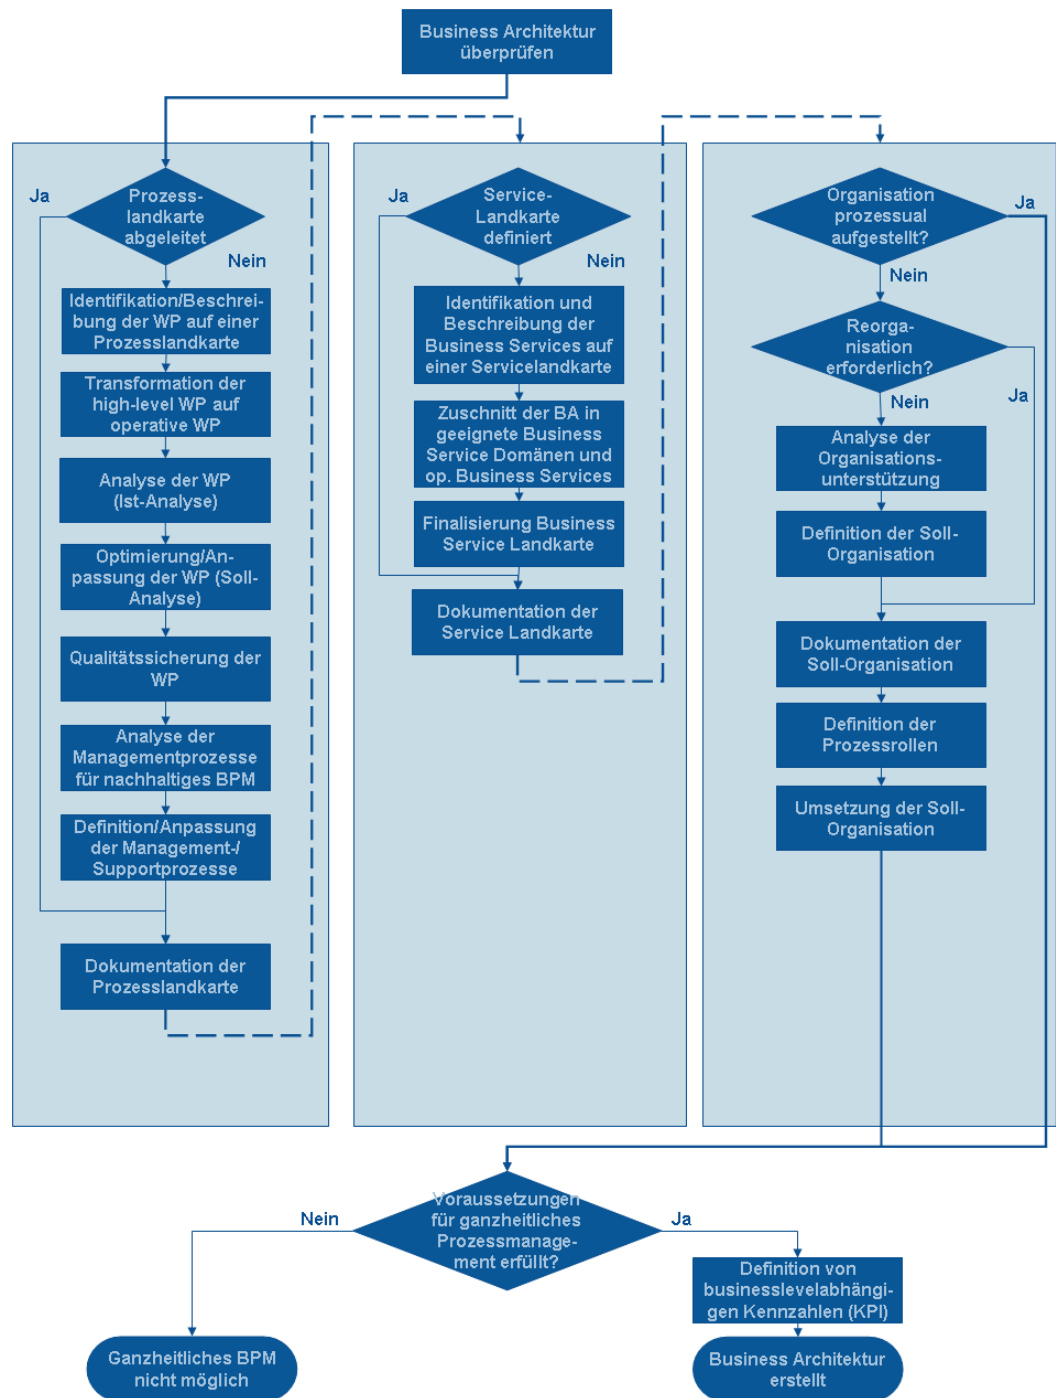 Business Architektur
überprüfen
Ja
Prozess-
landkarte
abgeleitet
Nein
Identifikation/Beschrei-
bung der WP auf einer
Prozesslandkarte
Transformation der
high-level WP auf
operative WP
Analyse der WP
(Ist-Analyse)
Optimierung/An-
passung der WP (Soll-
Analyse)
Qualitätssicherung der
WP
Analyse der
Managementprozesse
für nachhaltiges BPM
Definition/Anpassung
der Management-/
Supportprozesse
Dokumentation der
Prozesslandkarte
Ja
Service-
Landkarte
definiert
Nein
Identifikation und
Beschreibung der
Business Services auf
einer Servicelandkarte
Zuschnitt der BA in
geeignete Business
Service Domänen und
op. Business Services
Finalisierung Business
Service Landkarte
Dokumentation der
Service Landkarte
Organisation
prozessual
aufgestellt?
Ja
Nein
Reorga-
nisation
erforderlich?
Ja
Nein
Analyse der
Organisations-
unterstützung
Definition der Soll-
Organisation
Dokumentation der
Soll-Organisation
Definition der
Prozessrollen
Umsetzung der Soll-
Organisation
Voraussetzungen
für ganzheitliches
Prozessmanage-
ment erfüllt?
Nein
Ja
Definition von
businesslevelabhängi-
gen Kennzahlen (KPI)
Ganzheitliches BPM
nicht möglich
Business Architektur
erstellt